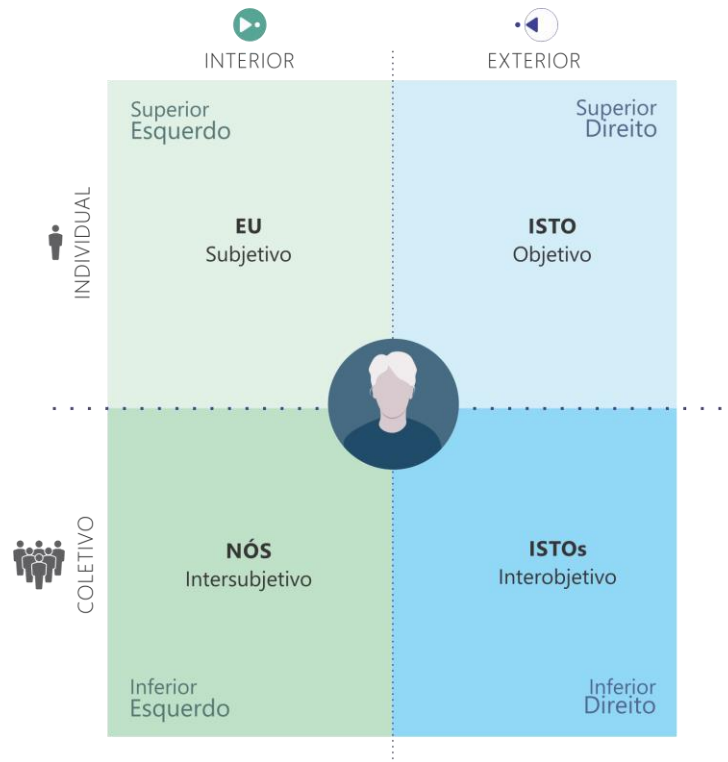 INTERIOR
EXTERIOR
Superior
Esquerdo
Superior
Direito
INDIVIDUAL
EU
Subjetivo
ISTO
Objetivo
COLETIVO
NÓS
Intersubjetivo
ISTOs
Interobjetivo
Inferior
Esquerdo
Inferior
Direito